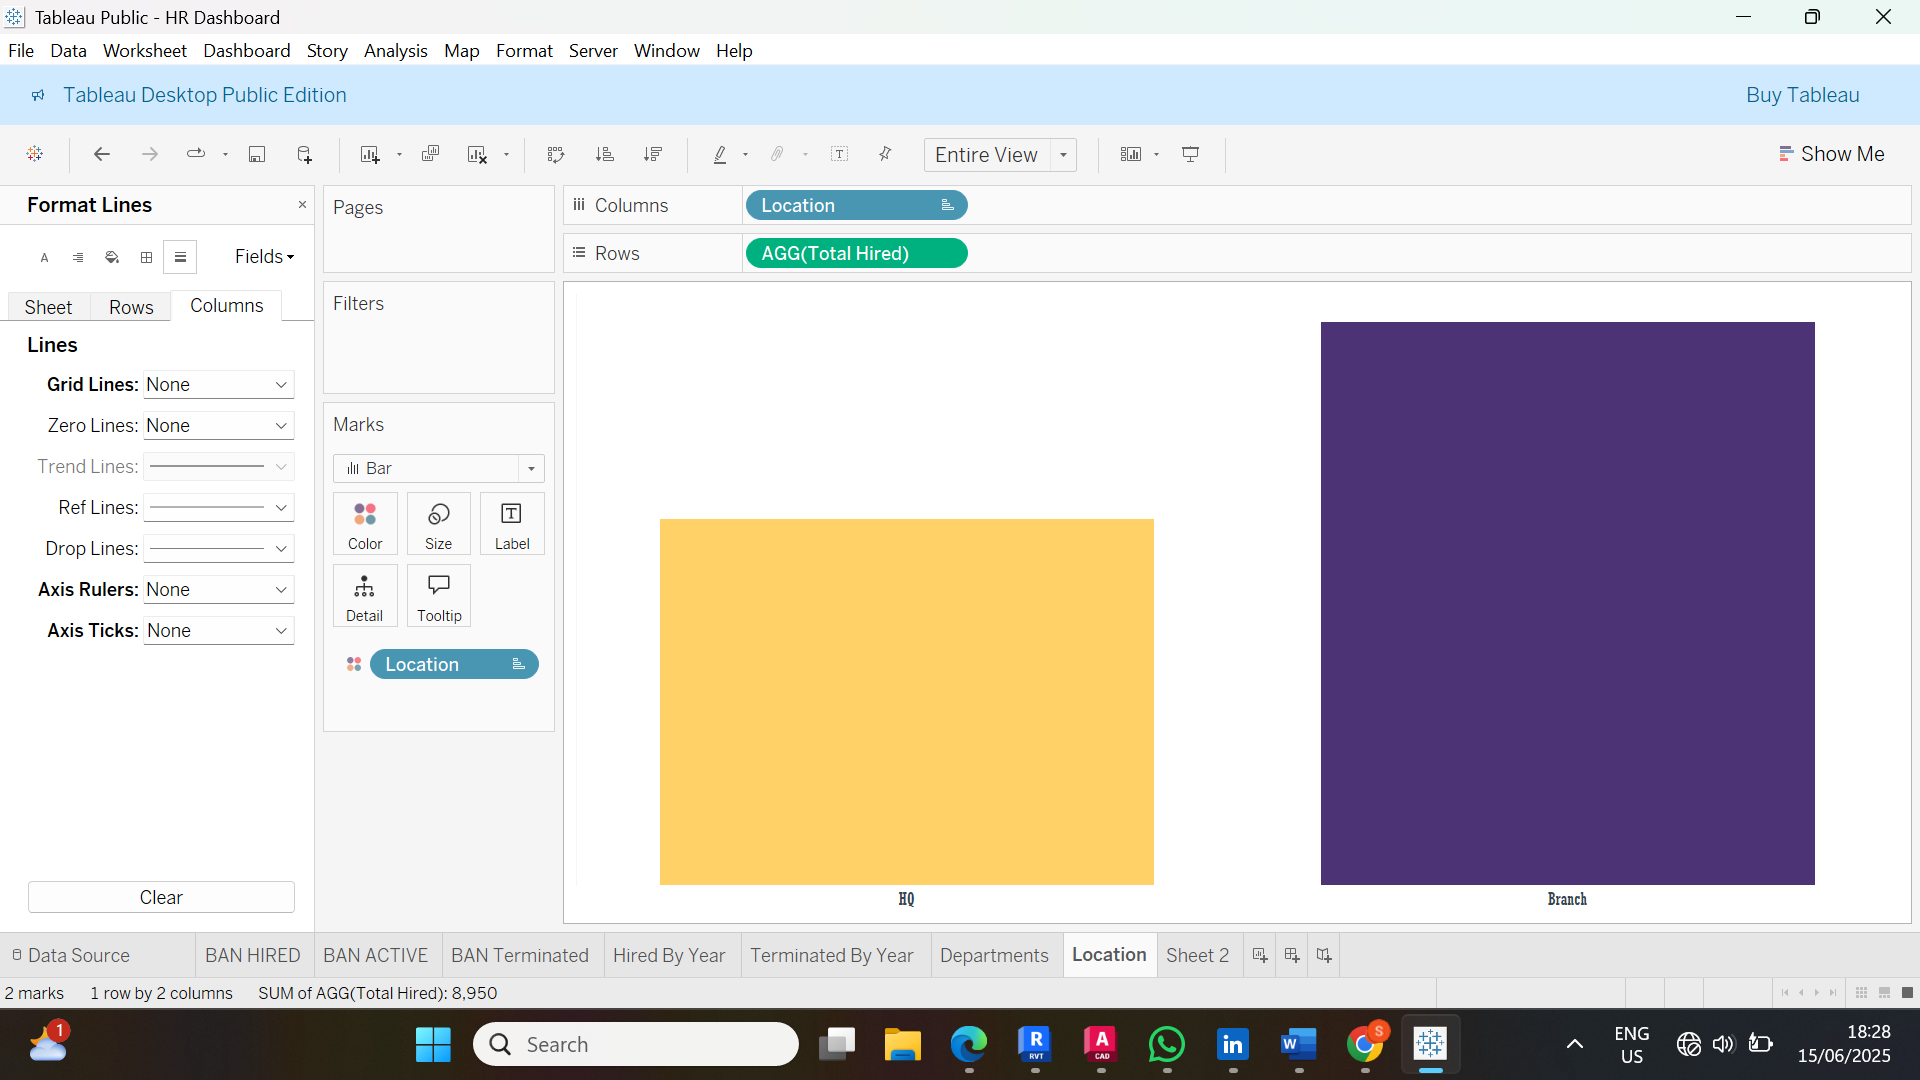 Tableau Public - HR Dashboard
File Data Worksheet Dashboard Story Analysis Map Format Server Window Help
Tableau Desktop Public Edition
Buy Tableau
Entire View
Show Me
Format Lines
Fields
Sheet Rows Columns
Lines
Grid Lines: None
Zero Lines: None
Trend Lines:
Ref Lines:
Drop Lines:
Axis Rulers: None
Axis Ticks: None
Clear
Pages
Filters
Marks
Bar
Color Size Label
Detail Tooltip
Location
Columns Location
Rows AGG(Total Hired)
HQ Branch
Data Source BAN HIRED BAN ACTIVE BAN Terminated Hired By Year Terminated By Year Departments Location Sheet 2
2 marks 1 row by 2 columns SUM of AGG(Total Hired): 8,950
1
Search
R
RVT
A
CAD
in
W
S
ENG
US
18:28
15/06/2025